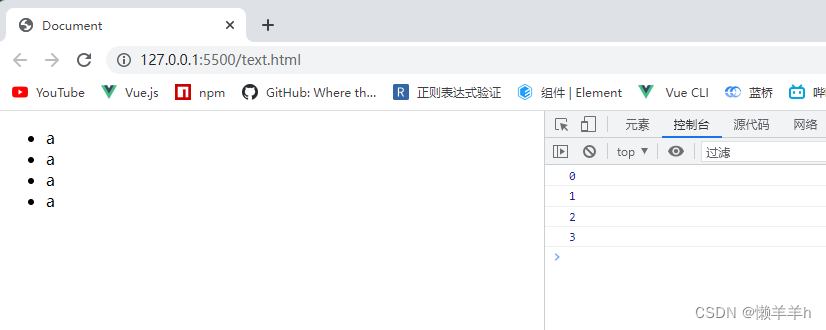 Document
127.0.0.1:5500/text.html
YouTube Vue.js npm GitHub: Where th... 正则表达式验证 组件 | Element Vue CLI 蓝桥
元素 控制台 源代码 网络
top 过滤
a
a
a
a
0
1
2
3
CSDN @懒羊羊h